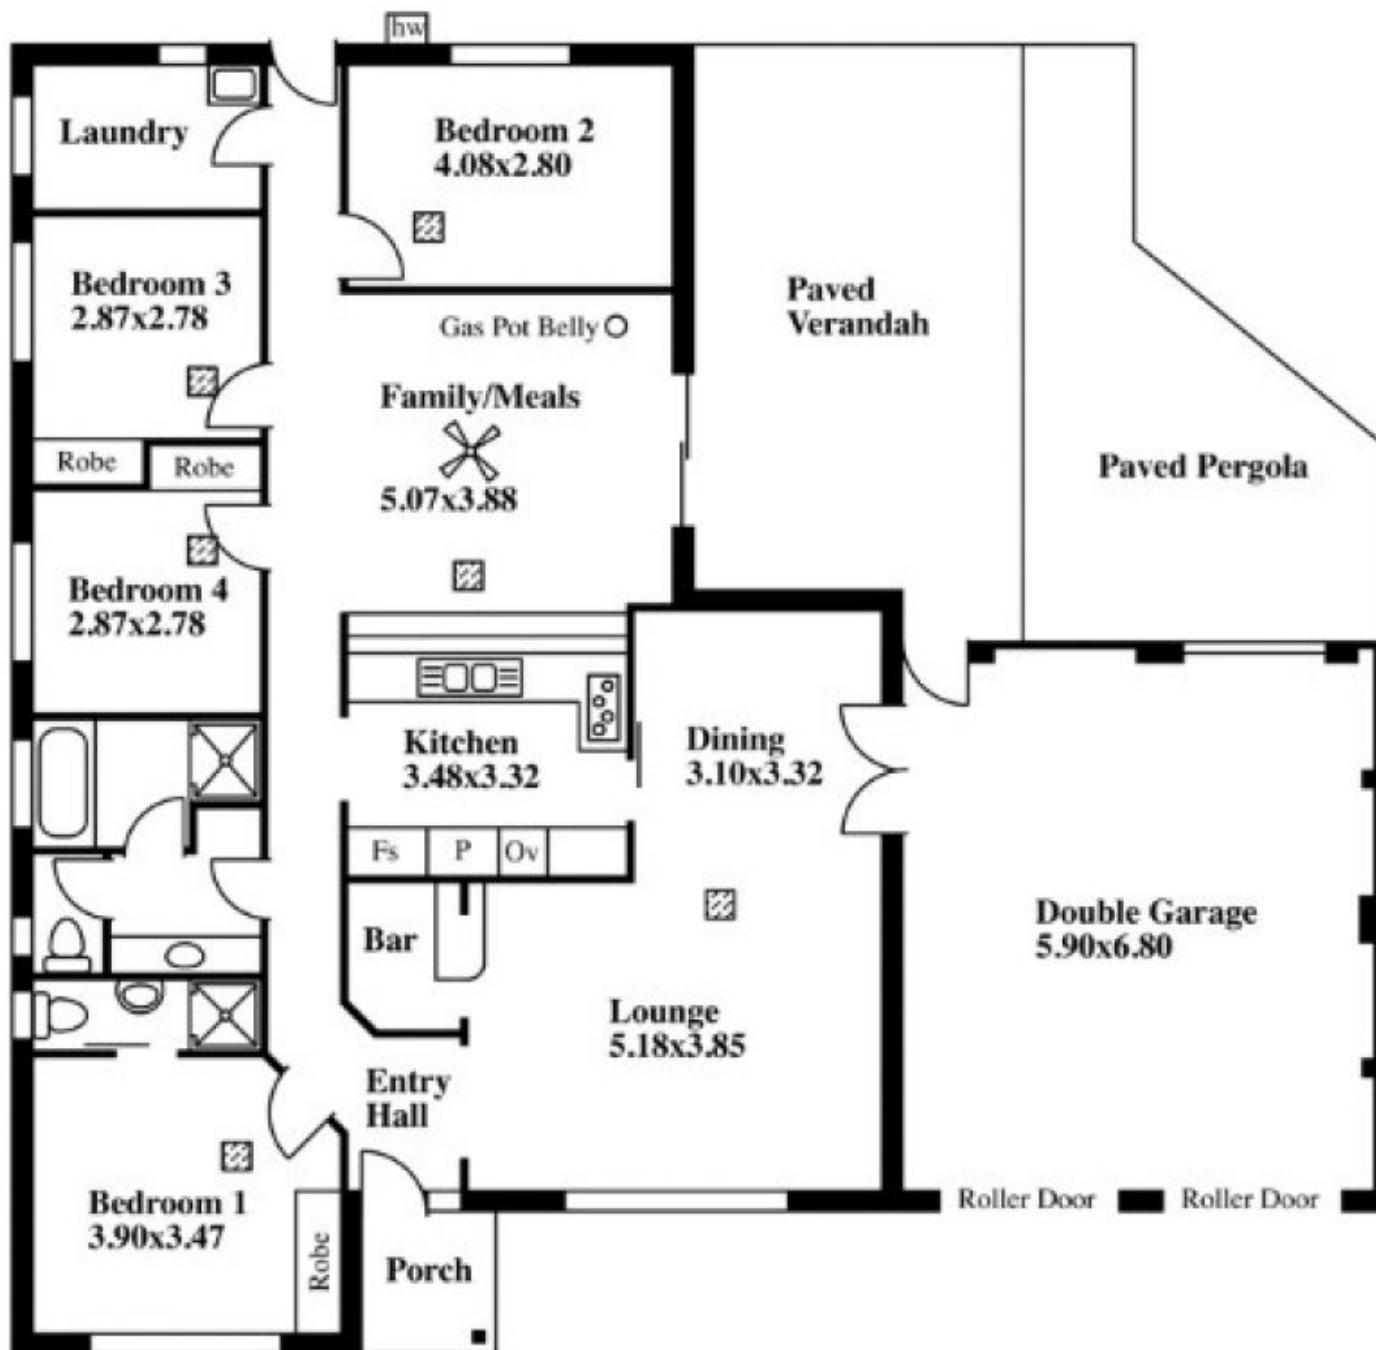 hw
Laundry
Bedroom 2
4.08x2.80
Bedroom 3
2.87x2.78
Paved
Verandah
Gas Pot Belly
Family/Meals
5.07x3.88
Robe
Robe
Paved Pergola
Bedroom 4
2.87x2.78
Kitchen
3.48x3.32
Dining
3.10x3.32
Fs
P
Ov
Bar
Double Garage
5.90x6.80
Lounge
5.18x3.85
Entry
Hall
Bedroom 1
3.90x3.47
Robe
Porch
Roller Door
Roller Door